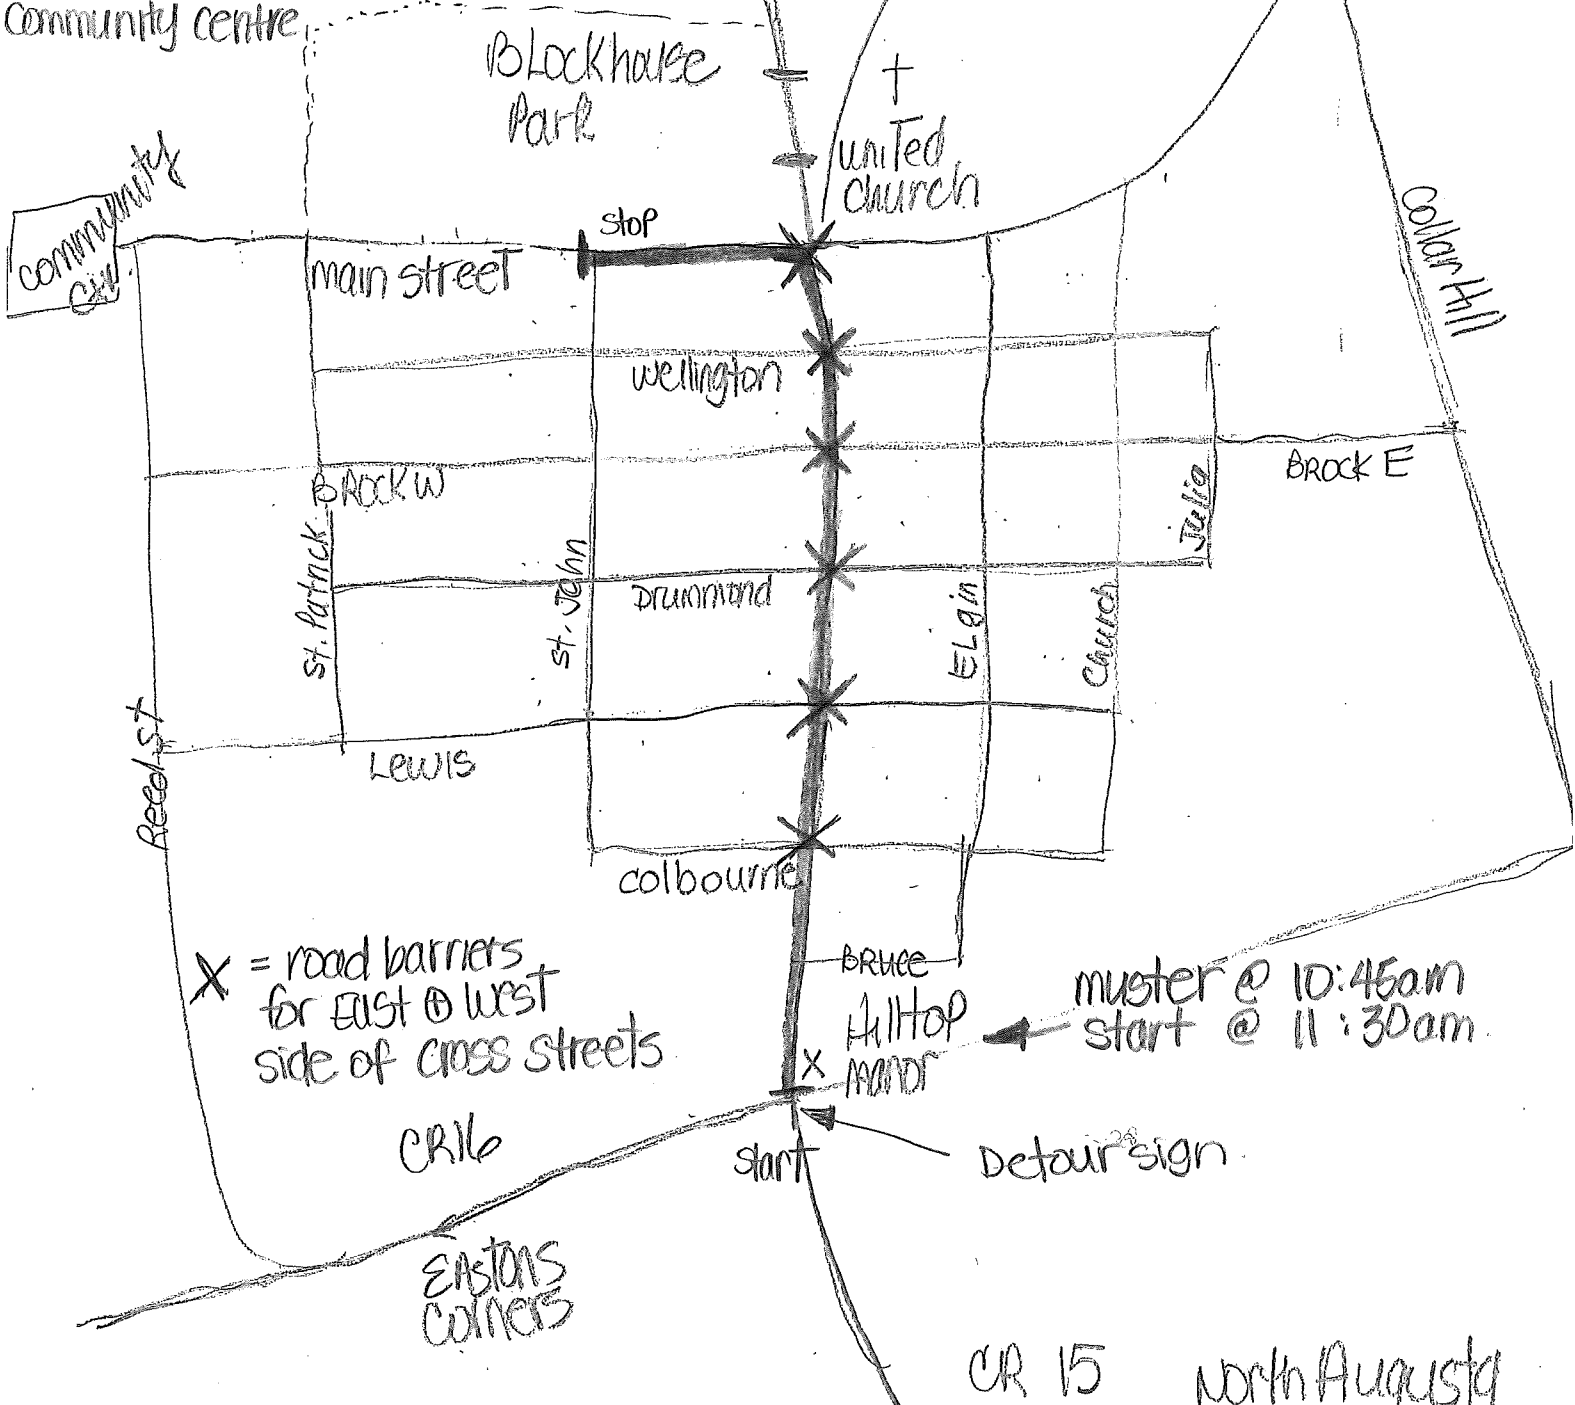 Community centre
Blockhouse
Park
†
United
Church
Community
Ctr.
Stop
Main Street
Collar Hill
Wellington
Brock W
Brock E
Julia
St. Patrick
St. John
Drummond
Elgin
Church
Reed St
Lewis
Colbourne
Bruce
X = road barriers
for East ⊕ West
side of cross streets
Hilltop
Manor
X
muster @ 10:45am
start @ 11:30am
CR16
Start
Detour sign
Eastons
Corners
CR 15
North Augusta